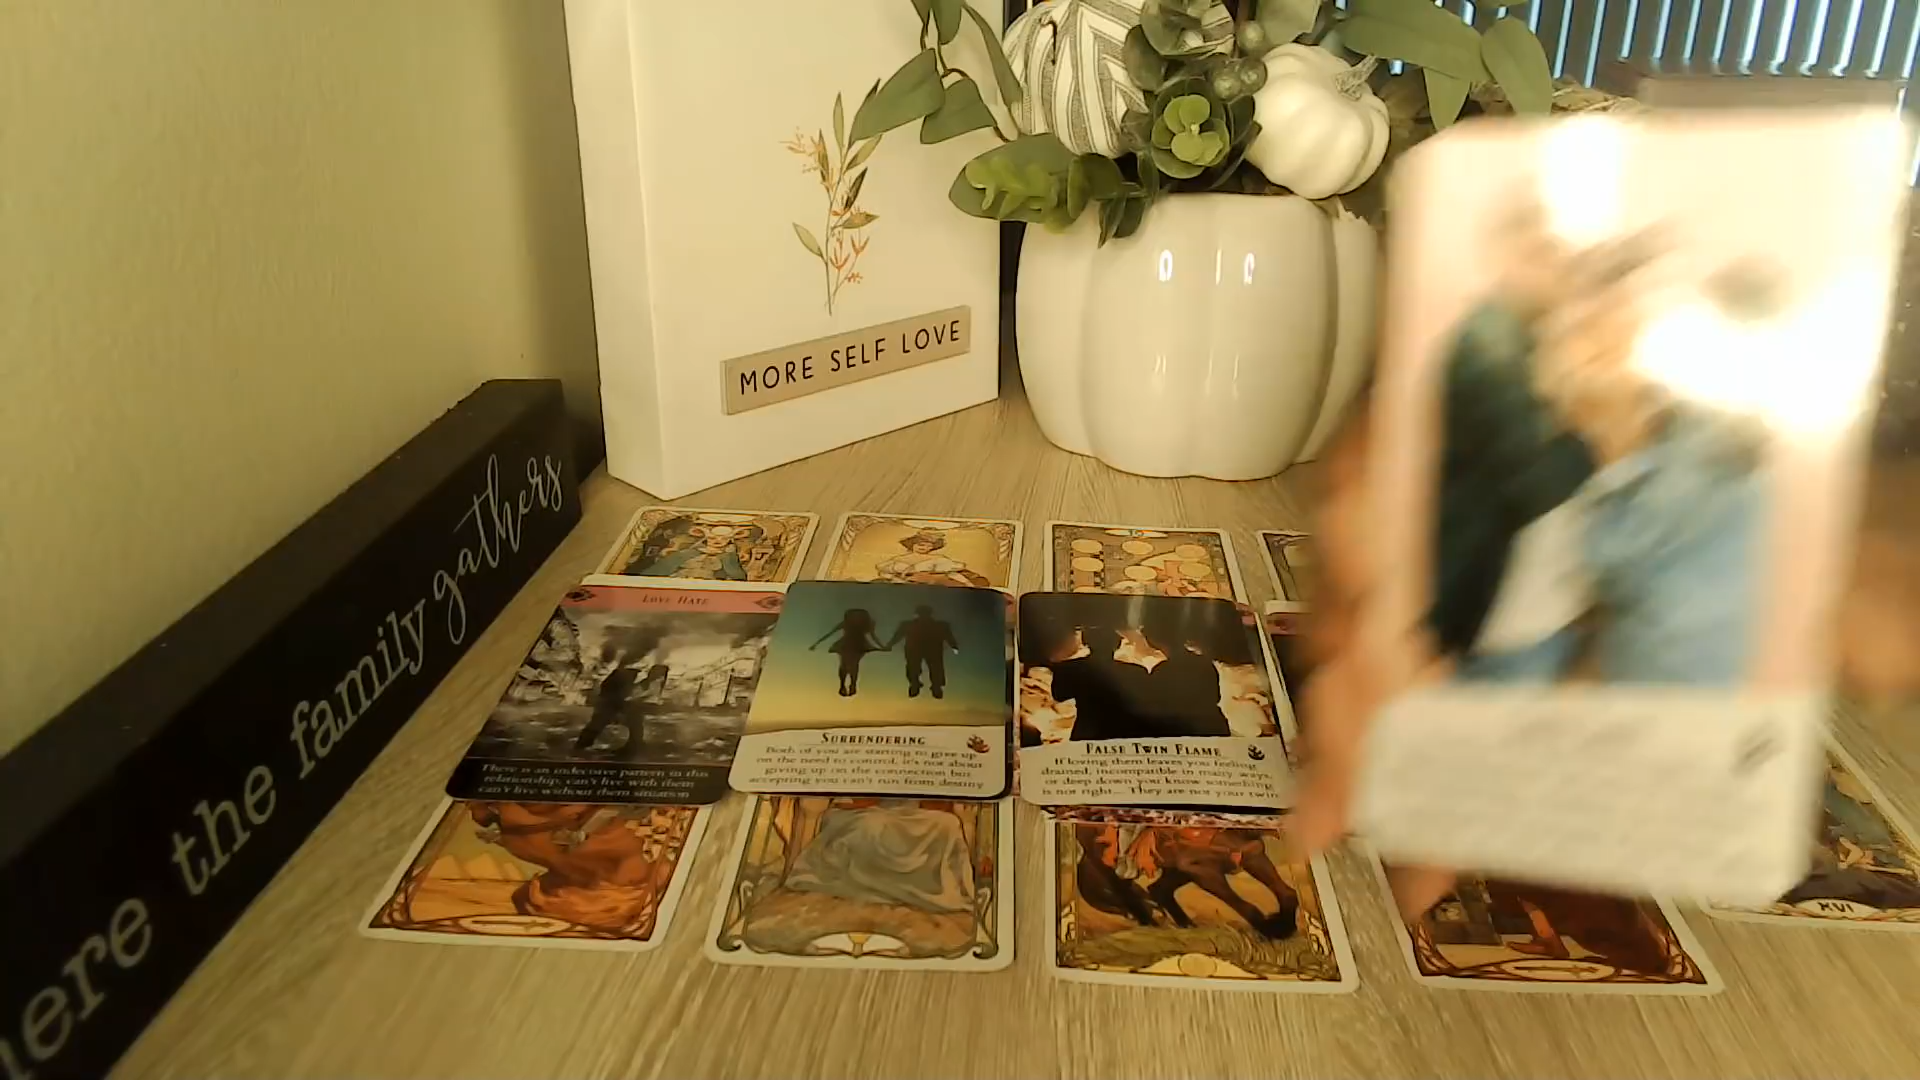 MORE SELF LOVE
here the family gathers
LOVE HATE
There is an indecisive pattern in this
relationship, can't live with them
can't live without them situation
SURRENDERING
Both of you are starting to give up
on the need to control, it's not about
giving up on the connection but
accepting you can't run from destiny
FALSE TWIN FLAME
If loving them leaves you feeling
drained, incompatible in many ways,
or deep down you know something
is not right... They are not your twin
XVI